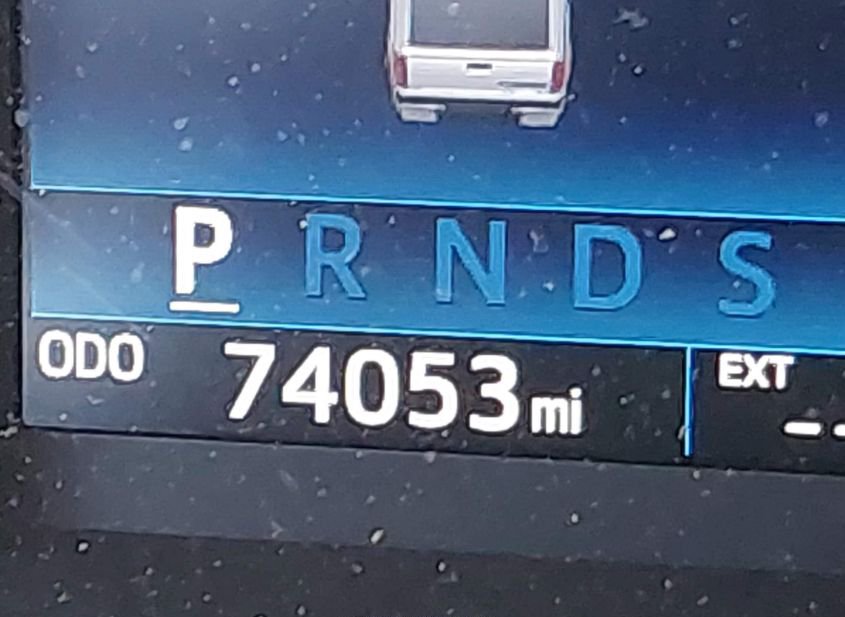 P R N D S
ODO 74053 mi EXT --